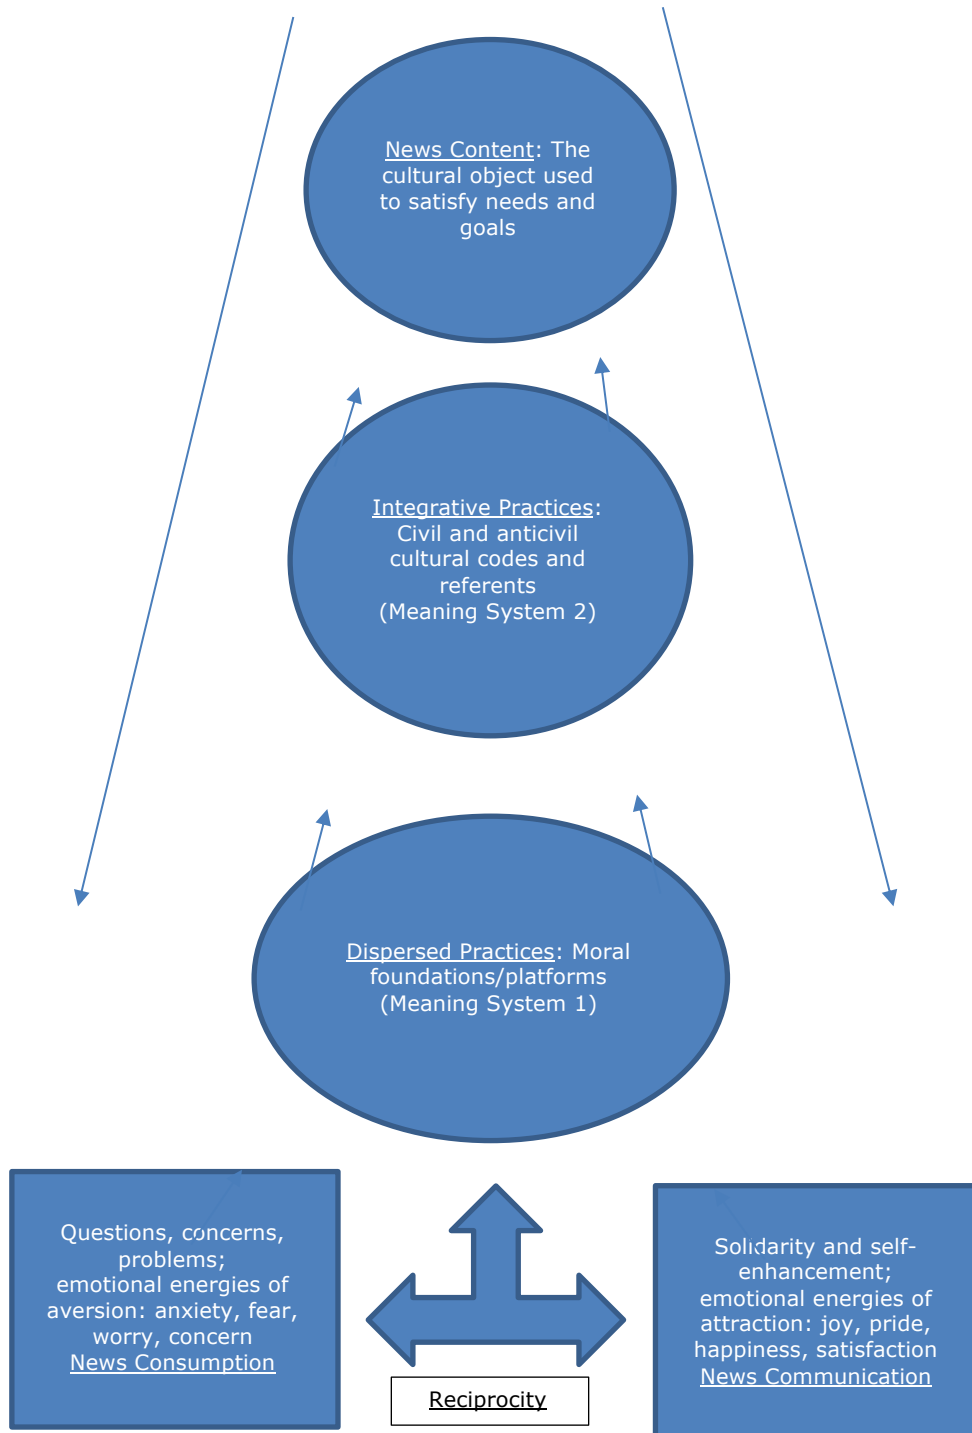 News Content: The
cultural object used
to satisfy needs and
goals
Integrative Practices:
Civil and anticivil
cultural codes and
referents
(Meaning System 2)
Dispersed Practices: Moral
foundations/platforms
(Meaning System 1)
Questions, concerns,
problems;
emotional energies of
aversion: anxiety, fear,
worry, concern
News Consumption
Solidarity and self-
enhancement;
emotional energies of
attraction: joy, pride,
happiness, satisfaction
News Communication
Reciprocity